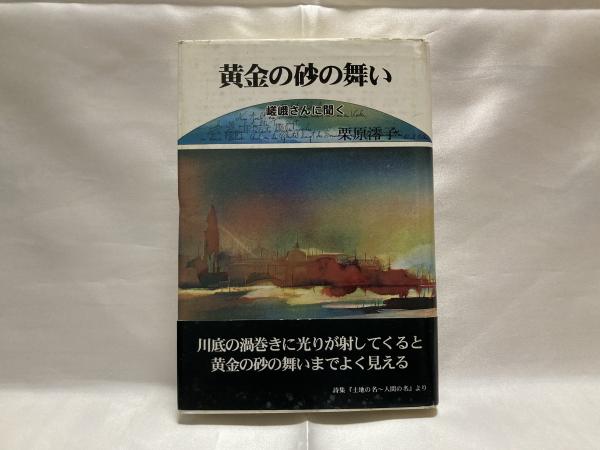 黄金の砂の舞い
嵯峨さんに聞く
栗原澪子
川底の渦巻きに光りが射してくると
黄金の砂の舞いまでよく見える
詩集『土地の名~人間の名』より